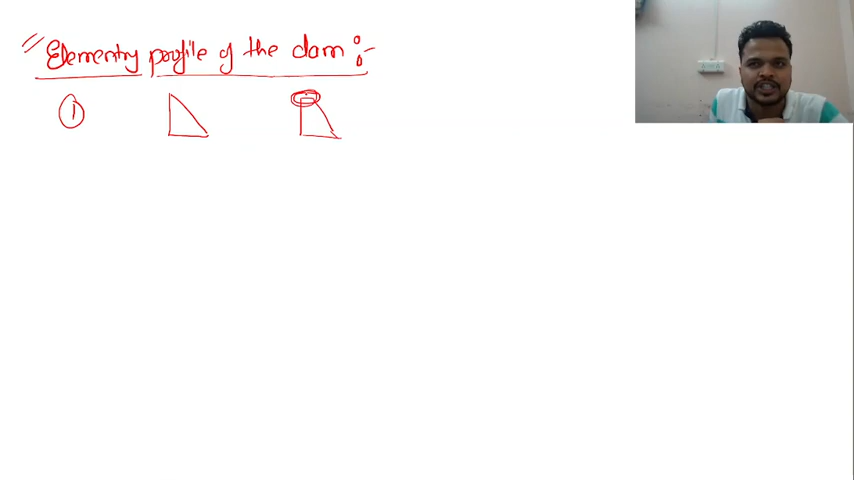 Elementry profile of the dam :-
①